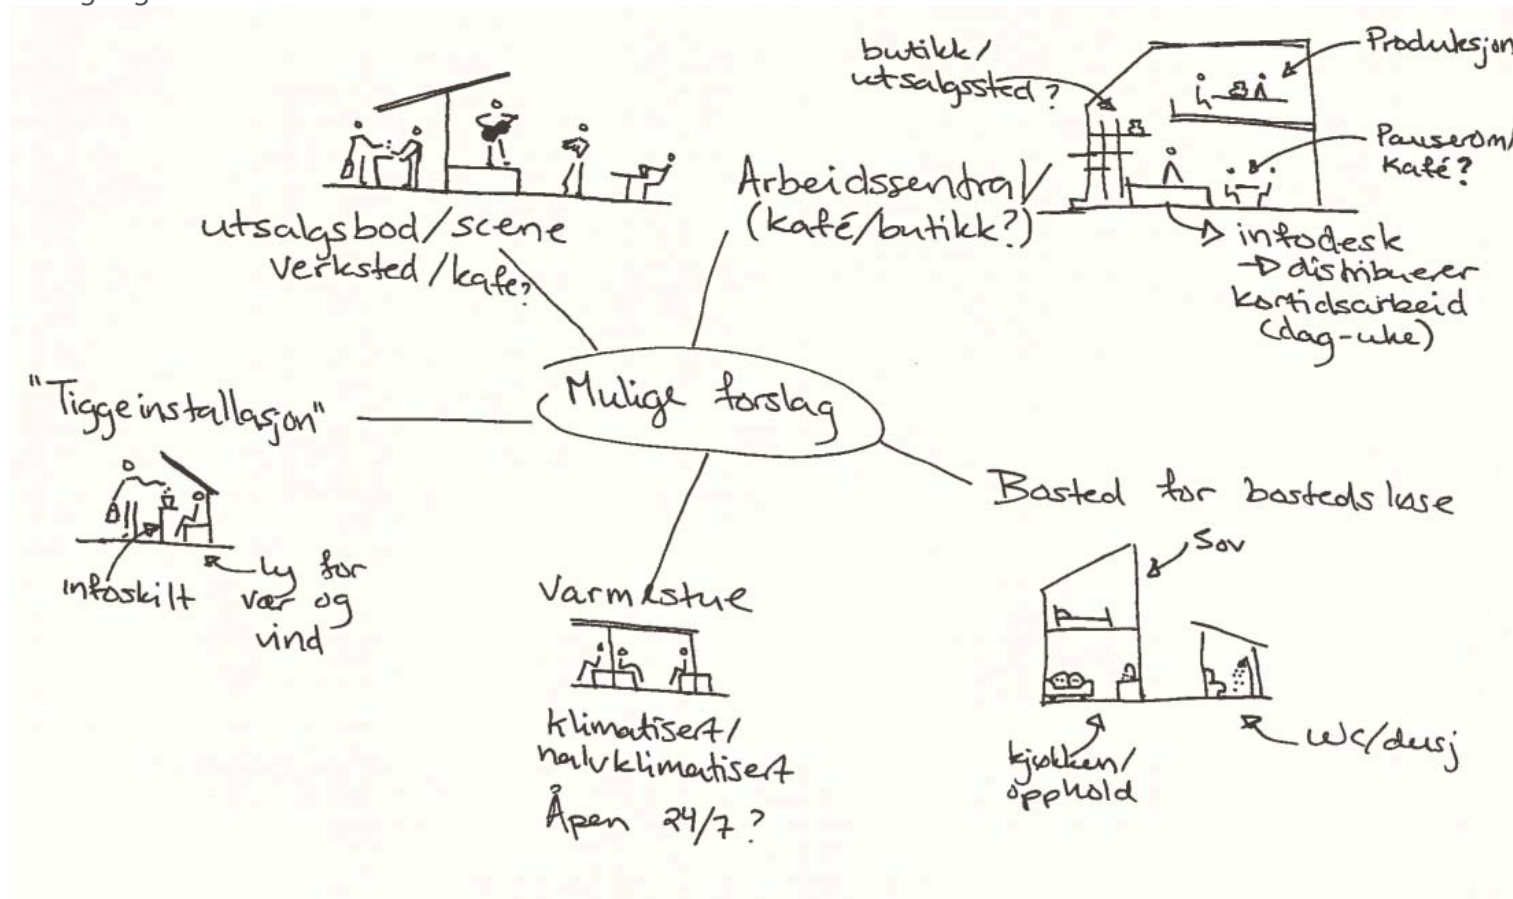 utsalgsbod/scene
verksted/kafe?
butikk/
utsalgssted?
Produksjon
Pauserom/
Kafé?
Arbeidssentral/
(kafé/butikk?)
infodesk
distribuerer
kortidsarbeid
(dag-uke)
Mulige forslag
"Tiggeinstallasjon"
infoskilt
ly for
vær og
vind
Varmestue
klimatisert/
halvklimatisert
Åpen 24/7?
Bosted for bostedsløse
Sov
kjøkken/
opphold
WC/dusj